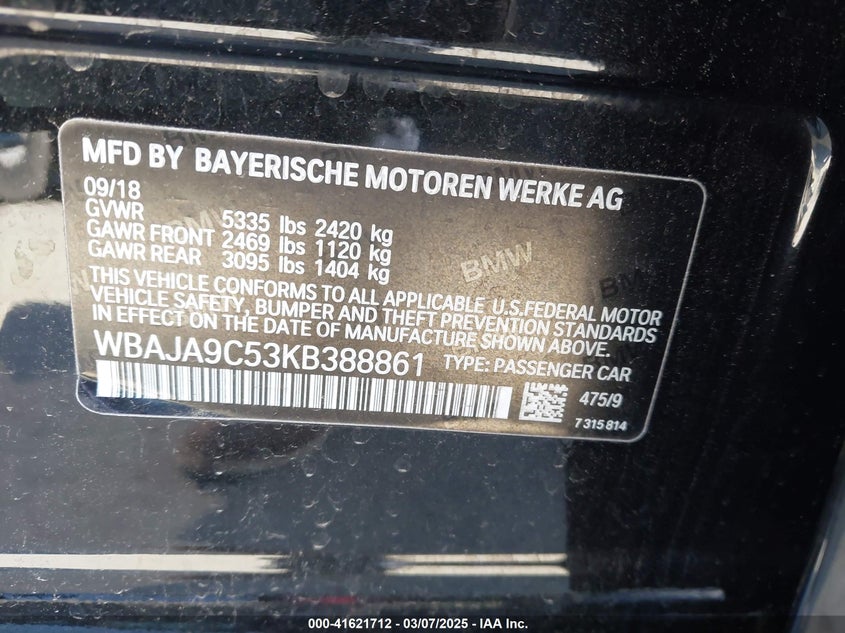 MFD BY BAYERISCHE MOTOREN WERKE AG
09/18
GVWR 5335 lbs 2420 kg
GAWR FRONT 2469 lbs 1120 kg
GAWR REAR 3095 lbs 1404 kg
THIS VEHICLE CONFORMS TO ALL APPLICABLE U.S.FEDERAL MOTOR
VEHICLE SAFETY, BUMPER AND THEFT PREVENTION STANDARDS
IN EFFECT ON THE DATE OF MANUFACTURE SHOWN ABOVE.
WBAJA9C53KB388861 TYPE: PASSENGER CAR
475/9
7 315 814
BMW
BMW
BMW
BMW
000-41621712 - 03/07/2025 - IAA Inc.